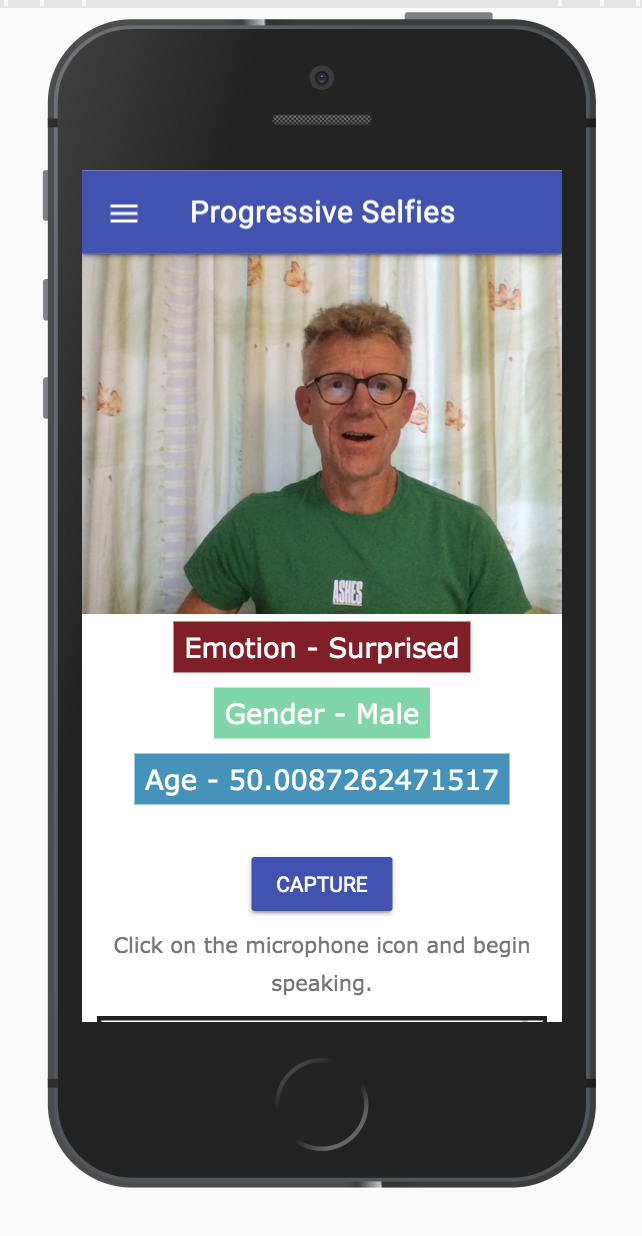 Progressive Selfies
ASHES
Emotion - Surprised
Gender - Male
Age - 50.0087262471517
CAPTURE
Click on the microphone icon and begin
speaking.